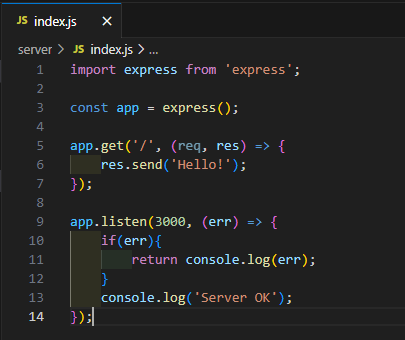 JS index.js ×
server > JS index.js > ...
1 import express from 'express';
2
3 const app = express();
4
5 app.get('/', (req, res) => {
6     res.send('Hello!');
7 });
8
9 app.listen(3000, (err) => {
10     if(err){
11         return console.log(err);
12     }
13     console.log('Server OK');
14 });